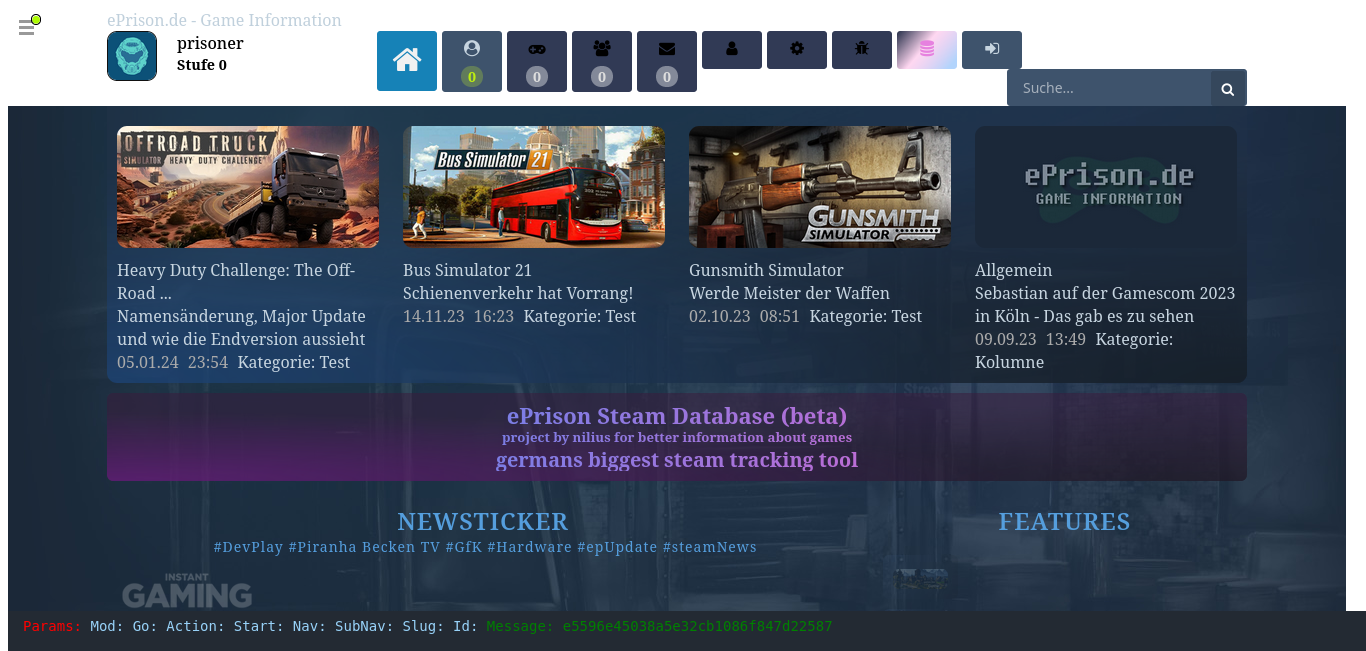 ePrison.de - Game Information
prisoner
Stufe 0
0
0
0
0
Suche...
OFFROAD TRUCK
SIMULATOR HEAVY DUTY CHALLENGE
Bus Simulator 21
GUNSMITH
SIMULATOR
ePrison.de
GAME INFORMATION
Heavy Duty Challenge: The Off-
Road ...
Namensänderung, Major Update
und wie die Endversion aussieht
05.01.24 23:54 Kategorie: Test
Bus Simulator 21
Schienenverkehr hat Vorrang!
14.11.23 16:23 Kategorie: Test
Gunsmith Simulator
Werde Meister der Waffen
02.10.23 08:51 Kategorie: Test
Allgemein
Sebastian auf der Gamescom 2023
in Köln - Das gab es zu sehen
09.09.23 13:49 Kategorie:
Kolumne
Street
ePrison Steam Database (beta)
project by nilius for better information about games
germans biggest steam tracking tool
NEWSTICKER
#DevPlay #Piranha Becken TV #GfK #Hardware #epUpdate #steamNews
FEATURES
INSTANT
GAMING
Params: Mod: Go: Action: Start: Nav: SubNav: Slug: Id: Message: e5596e45038a5e32cb1086f847d22587